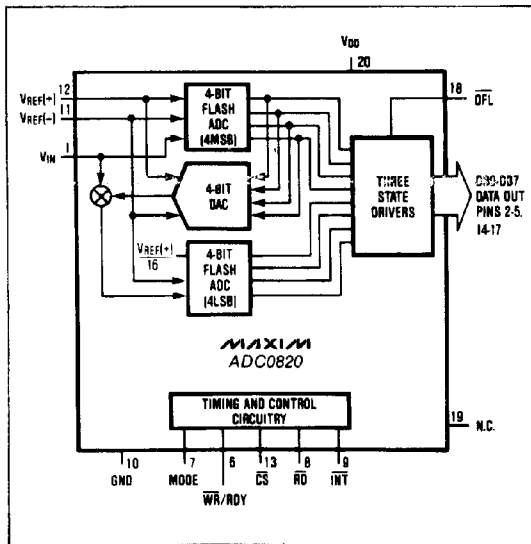 VDD
20
12
VREF(+)
11
VREF(–)
1
VIN
4-BIT
FLASH
ADC
(4MSB)
4-BIT
DAC
VREF(+)
16
4-BIT
FLASH
ADC
(4LSB)
THREE
STATE
DRIVERS
18
OFL
DB0-DB7
DATA OUT
PINS 2-5,
14-17
MAXIM
ADC0820
TIMING AND CONTROL
CIRCUITRY
19
N.C.
10
GND
7
MODE
6
WR/RDY
13
CS
8
RD
9
INT